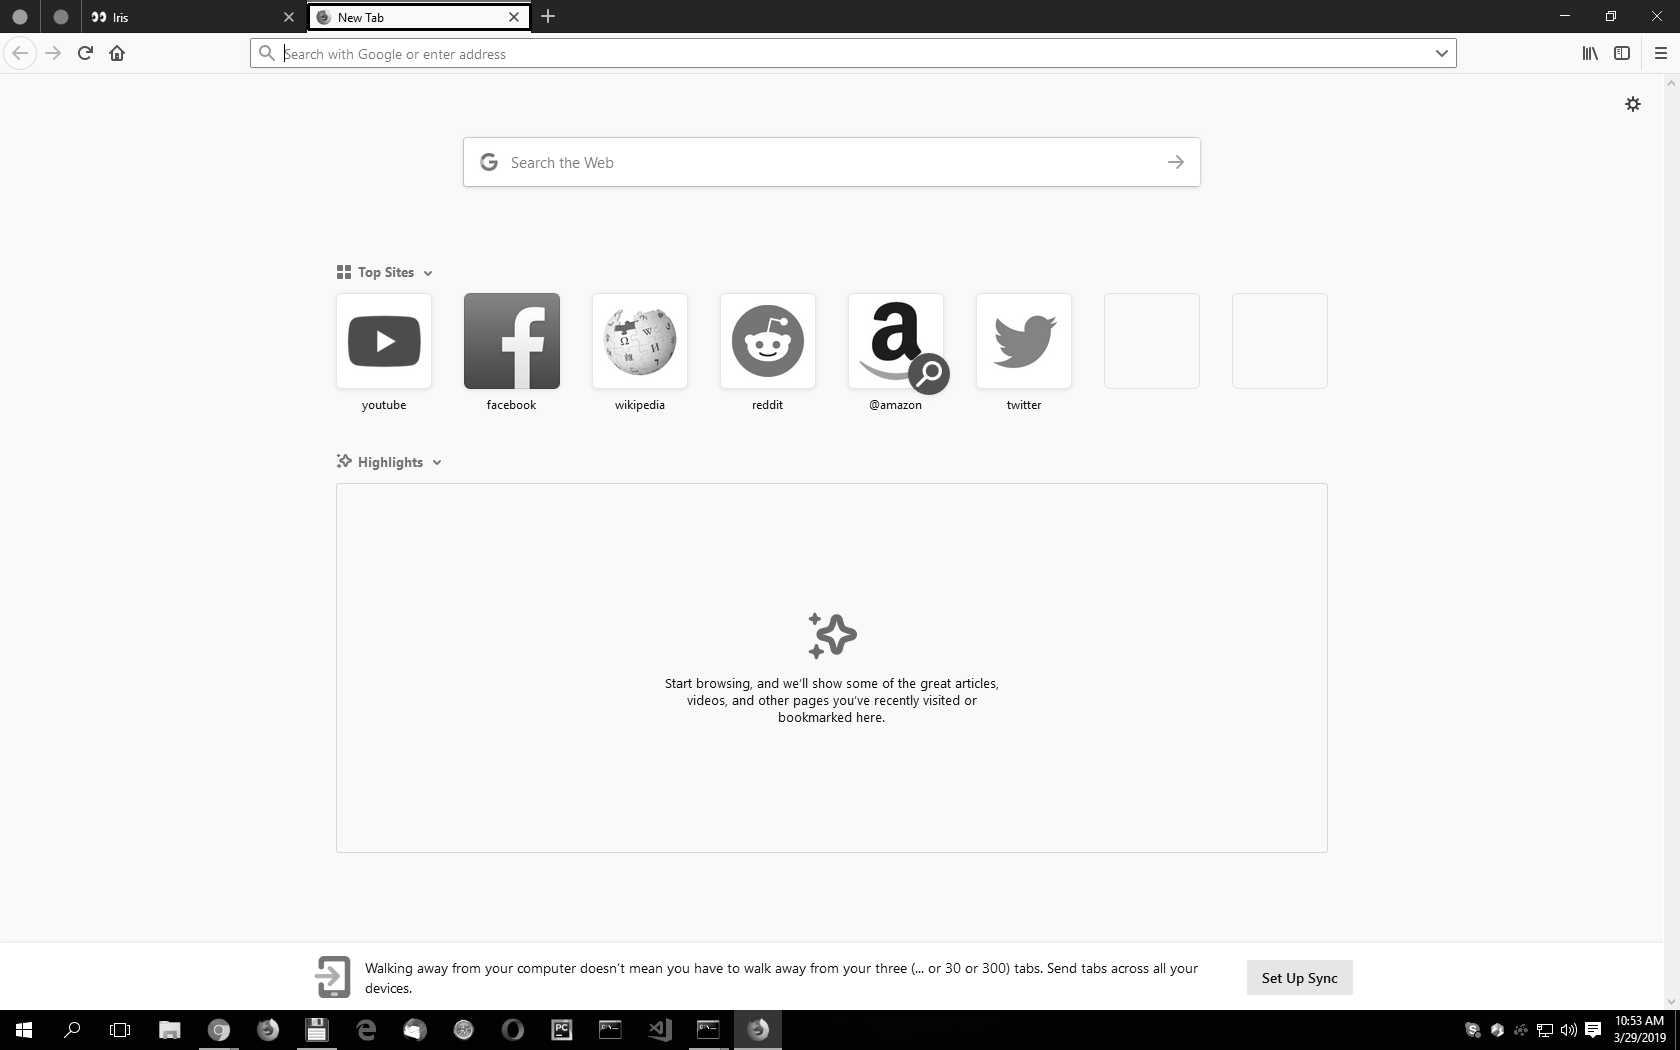 Iris
New Tab
Search with Google or enter address
Search the Web
Top Sites
youtube
facebook
wikipedia
reddit
@amazon
twitter
Highlights
Start browsing, and we'll show some of the great articles,
videos, and other pages you've recently visited or
bookmarked here.
Walking away from your computer doesn't mean you have to walk away from your three (... or 30 or 300) tabs. Send tabs across all your
devices.
Set Up Sync
10:53 AM
3/29/2019